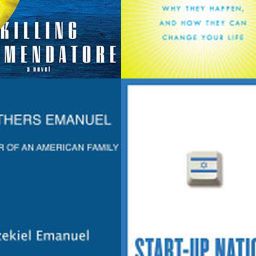 KILLING
MMENDATORE
a novel
WHY THEY HAPPEN,
AND HOW THEY CAN
CHANGE YOUR LIFE
THERS EMANUEL
R OF AN AMERICAN FAMILY
zekiel Emanuel
START-UP NATIO